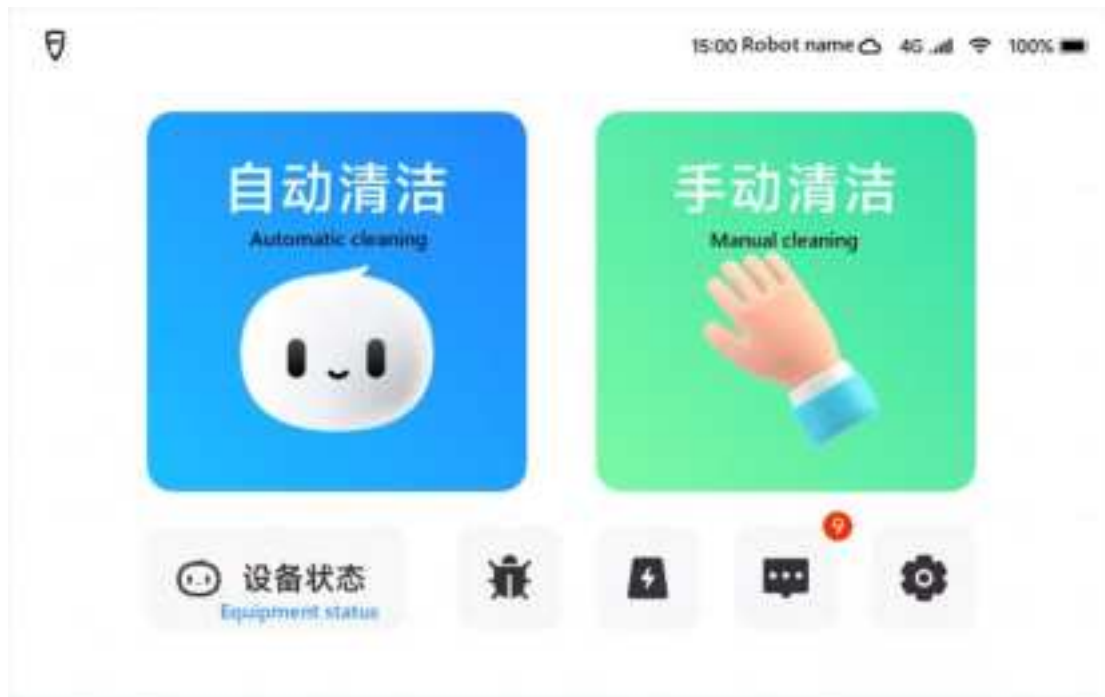 15:00 Robot name 4G 100%
自动清洁
Automatic cleaning
手动清洁
Manual cleaning
9
设备状态
Equipment status